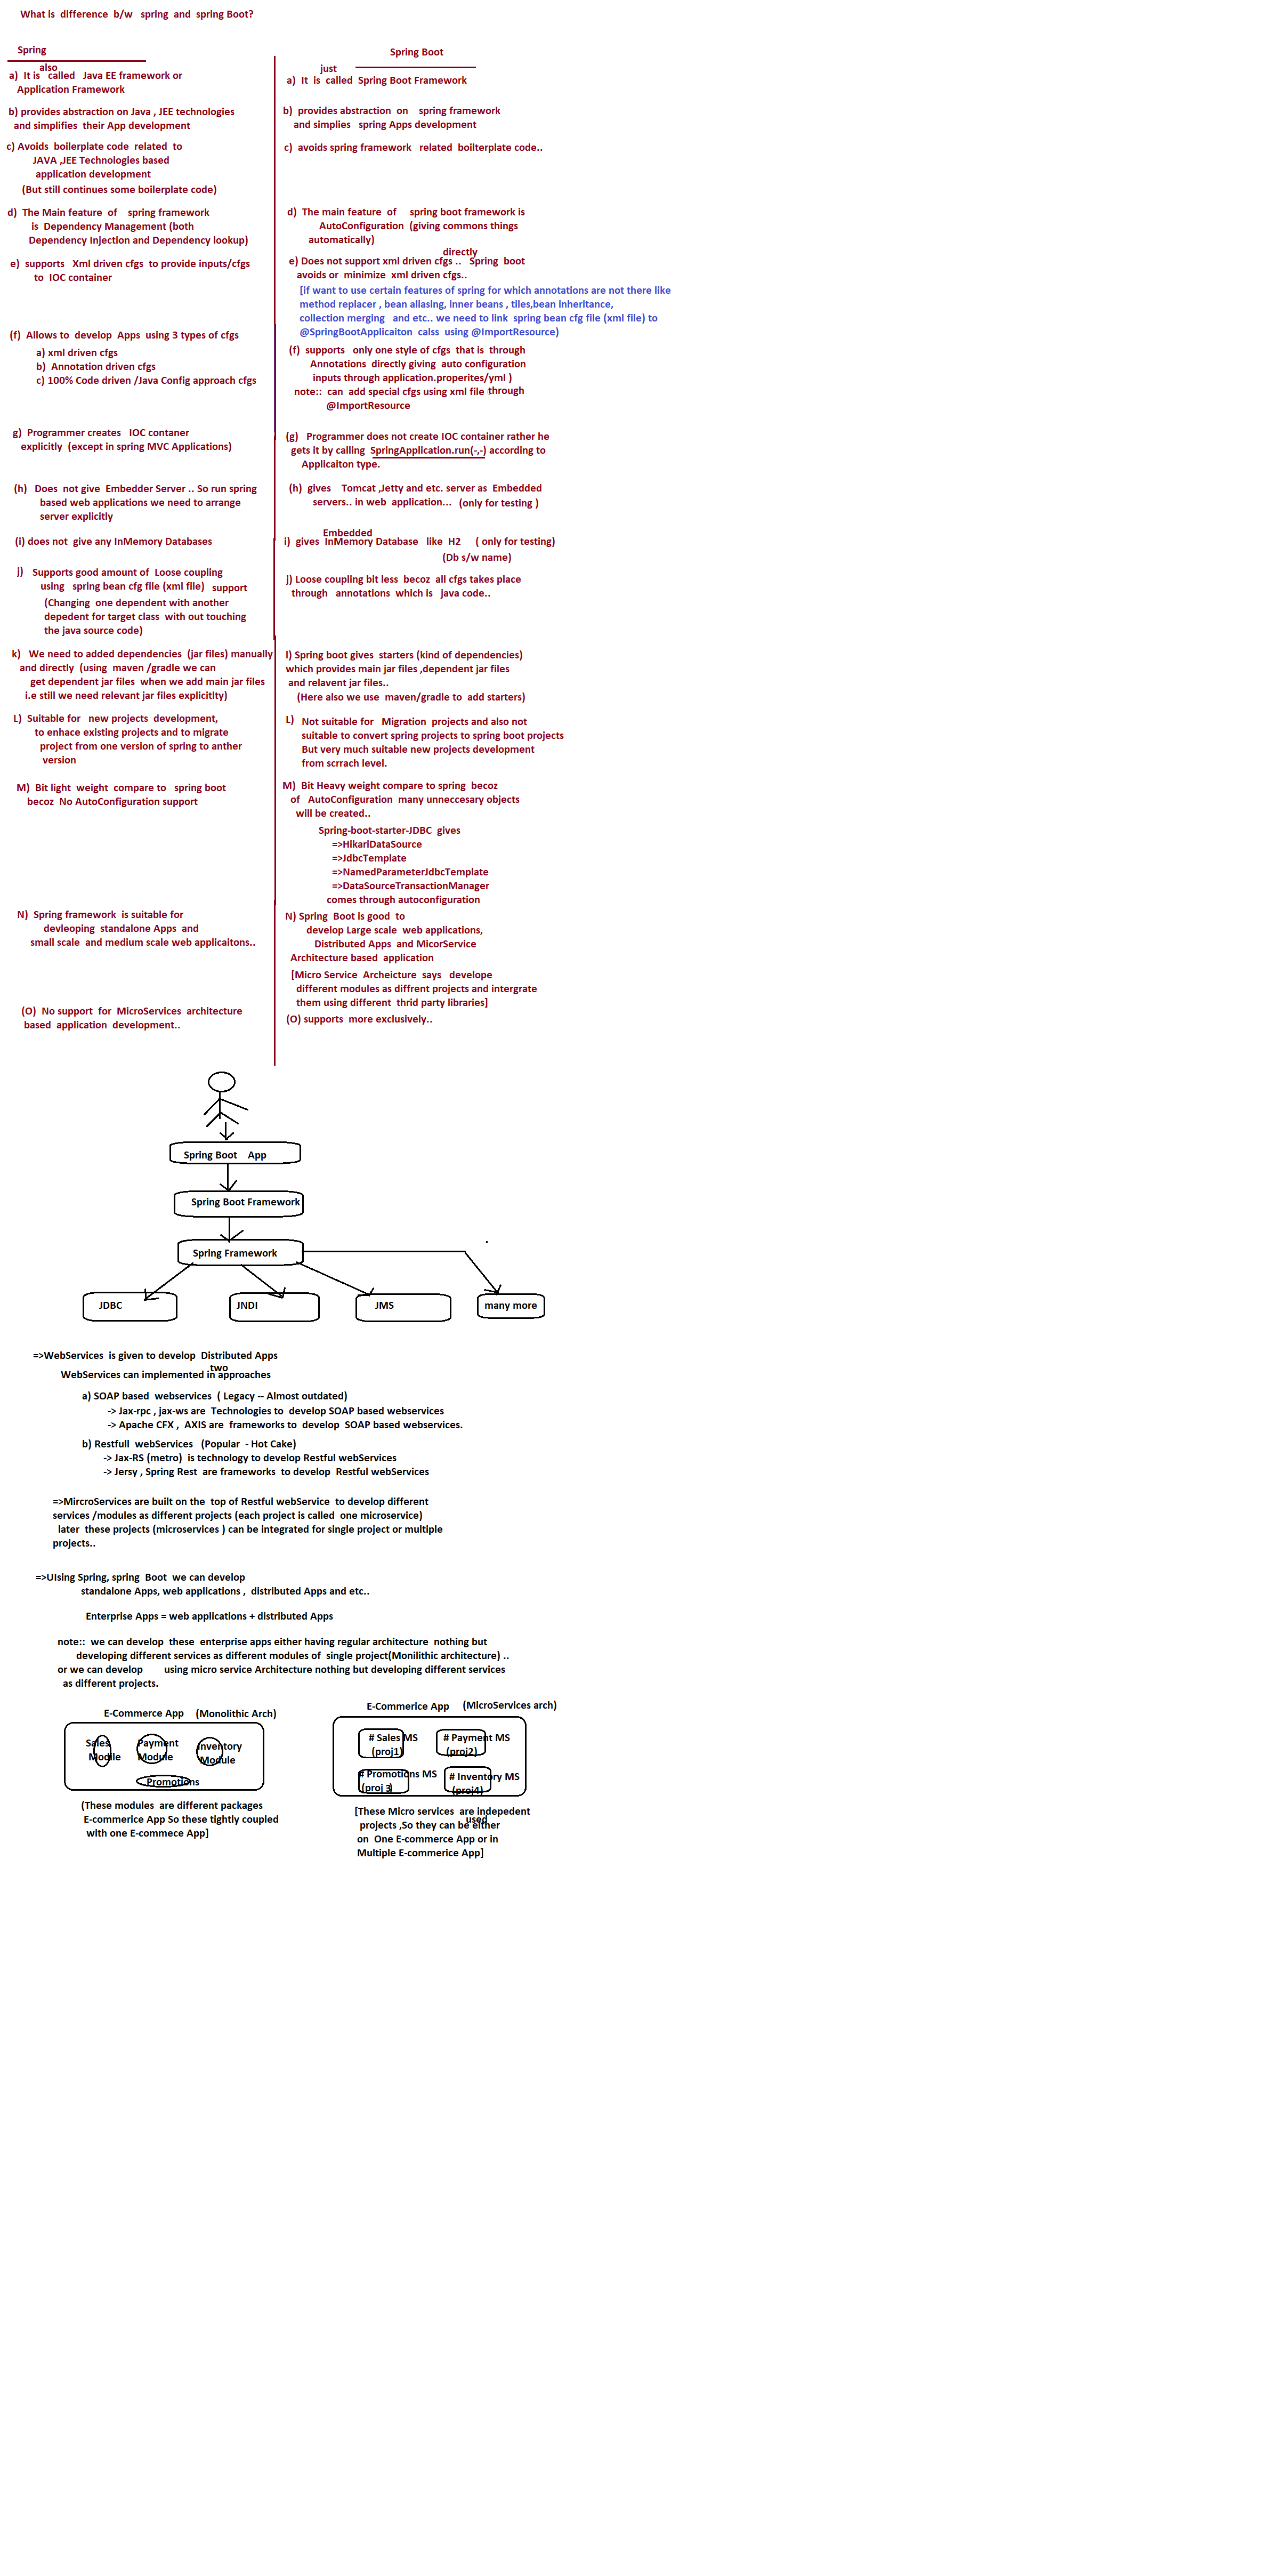 What is difference b/w spring and spring Boot?
Spring
also
a) It is called Java EE framework or
Application Framework
b) provides abstraction on Java , JEE technologies
and simplifies their App development
c) Avoids boilerplate code related to
JAVA ,JEE Technologies based
application development
(But still continues some boilerplate code)
d) The Main feature of spring framework
is Dependency Management (both
Dependency Injection and Dependency lookup)
e) supports Xml driven cfgs to provide inputs/cfgs
to IOC container
(f) Allows to develop Apps using 3 types of cfgs
a) xml driven cfgs
b) Annotation driven cfgs
c) 100% Code driven /Java Config approach cfgs
g) Programmer creates IOC contaner
explicitly (except in spring MVC Applications)
(h) Does not give Embedder Server .. So run spring
based web applications we need to arrange
server explicitly
(i) does not give any InMemory Databases
j) Supports good amount of Loose coupling
using spring bean cfg file (xml file) support
(Changing one dependent with another
depedent for target class with out touching
the java source code)
k) We need to added dependencies (jar files) manually
and directly (using maven /gradle we can
get dependent jar files when we add main jar files
i.e still we need relevant jar files explicitlty)
L) Suitable for new projects development,
to enhace existing projects and to migrate
project from one version of spring to anther
version
M) Bit light weight compare to spring boot
becoz No AutoConfiguration support
N) Spring framework is suitable for
devleoping standalone Apps and
small scale and medium scale web applicaitons..
(O) No support for MicroServices architecture
based application development..
Spring Boot
just
a) It is called Spring Boot Framework
b) provides abstraction on spring framework
and simplies spring Apps development
c) avoids spring framework related boilterplate code..
d) The main feature of spring boot framework is
AutoConfiguration (giving commons things
automatically)
directly
e) Does not support xml driven cfgs .. Spring boot
avoids or minimize xml driven cfgs..
[if want to use certain features of spring for which annotations are not there like
method replacer , bean aliasing, inner beans , tiles,bean inheritance,
collection merging and etc.. we need to link spring bean cfg file (xml file) to
@SpringBootApplicaiton calss using @ImportResource)
(f) supports only one style of cfgs that is through
Annotations directly giving auto configuration
inputs through application.properites/yml )
note:: can add special cfgs using xml file through
@ImportResource
(g) Programmer does not create IOC container rather he
gets it by calling SpringApplication.run(-,-) according to
Applicaiton type.
(h) gives Tomcat ,Jetty and etc. server as Embedded
servers.. in web application... (only for testing )
Embedded
i) gives InMemory Database like H2 ( only for testing)
(Db s/w name)
j) Loose coupling bit less becoz all cfgs takes place
through annotations which is java code..
l) Spring boot gives starters (kind of dependencies)
which provides main jar files ,dependent jar files
and relavent jar files..
(Here also we use maven/gradle to add starters)
L) Not suitable for Migration projects and also not
suitable to convert spring projects to spring boot projects
But very much suitable new projects development
from scrrach level.
M) Bit Heavy weight compare to spring becoz
of AutoConfiguration many unneccesary objects
will be created..
Spring-boot-starter-JDBC gives
=>HikariDataSource
=>JdbcTemplate
=>NamedParameterJdbcTemplate
=>DataSourceTransactionManager
comes through autoconfiguration
N) Spring Boot is good to
develop Large scale web applications,
Distributed Apps and MicorService
Architecture based application
[Micro Service Archeicture says develope
different modules as diffrent projects and intergrate
them using different thrid party libraries]
(O) supports more exclusively..
Spring Boot App
Spring Boot Framework
Spring Framework
JDBC JNDI JMS many more
=>WebServices is given to develop Distributed Apps
two
WebServices can implemented in approaches
a) SOAP based webservices ( Legacy -- Almost outdated)
-> Jax-rpc , jax-ws are Technologies to develop SOAP based webservices
-> Apache CFX , AXIS are frameworks to develop SOAP based webservices.
b) Restfull webServices (Popular - Hot Cake)
-> Jax-RS (metro) is technology to develop Restful webServices
-> Jersy , Spring Rest are frameworks to develop Restful webServices
=>MircroServices are built on the top of Restful webService to develop different
services /modules as different projects (each project is called one microservice)
later these projects (microservices ) can be integrated for single project or multiple
projects..
=>UIsing Spring, spring Boot we can develop
standalone Apps, web applications , distributed Apps and etc..
Enterprise Apps = web applications + distributed Apps
note:: we can develop these enterprise apps either having regular architecture nothing but
developing different services as different modules of single project(Monilithic architecture) ..
or we can develop using micro service Architecture nothing but developing different services
as different projects.
E-Commerce App (Monolithic Arch)
Sales Payment Inventory
Modile Module Module
Promotions
(These modules are different packages
E-commerice App So these tightly coupled
with one E-commece App]
E-Commerice App (MicroServices arch)
# Sales MS # Payment MS
(proj1) (proj2)
# Promotions MS # Inventory MS
(proj 3) (proj4)
[These Micro services are indepedent
used
projects ,So they can be either
on One E-commerce App or in
Multiple E-commerice App]